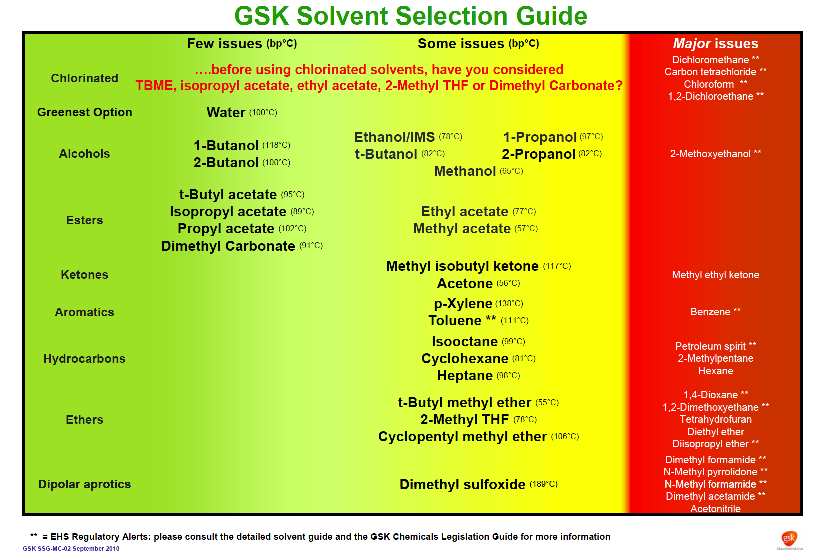 GSK Solvent Selection Guide
Few issues (bp°C) Some issues (bp°C) Major issues
Chlorinated
….before using chlorinated solvents, have you considered
TBME, isopropyl acetate, ethyl acetate, 2-Methyl THF or Dimethyl Carbonate?
Dichloromethane **
Carbon tetrachloride **
Chloroform **
1,2-Dichloroethane **
Greenest Option
Water (100°C)
Alcohols
1-Butanol (118°C)
2-Butanol (100°C)
Ethanol/IMS (78°C) 1-Propanol (97°C)
t-Butanol (82°C) 2-Propanol (82°C)
Methanol (65°C)
2-Methoxyethanol **
Esters
t-Butyl acetate (95°C)
Isopropyl acetate (89°C)
Propyl acetate (102°C)
Dimethyl Carbonate (91°C)
Ethyl acetate (77°C)
Methyl acetate (57°C)
Ketones
Methyl isobutyl ketone (117°C)
Acetone (56°C)
Methyl ethyl ketone
Aromatics
p-Xylene (138°C)
Toluene ** (111°C)
Benzene **
Hydrocarbons
Isooctane (99°C)
Cyclohexane (81°C)
Heptane (98°C)
Petroleum spirit **
2-Methylpentane
Hexane
Ethers
t-Butyl methyl ether (55°C)
2-Methyl THF (78°C)
Cyclopentyl methyl ether (106°C)
1,4-Dioxane **
1,2-Dimethoxyethane **
Tetrahydrofuran
Diethyl ether
Diisopropyl ether **
Dipolar aprotics
Dimethyl sulfoxide (189°C)
Dimethyl formamide **
N-Methyl pyrrolidone **
N-Methyl formamide **
Dimethyl acetamide **
Acetonitrile
** = EHS Regulatory Alerts: please consult the detailed solvent guide and the GSK Chemicals Legislation Guide for more information
GSK SSG-MC-02 September 2010
gsk